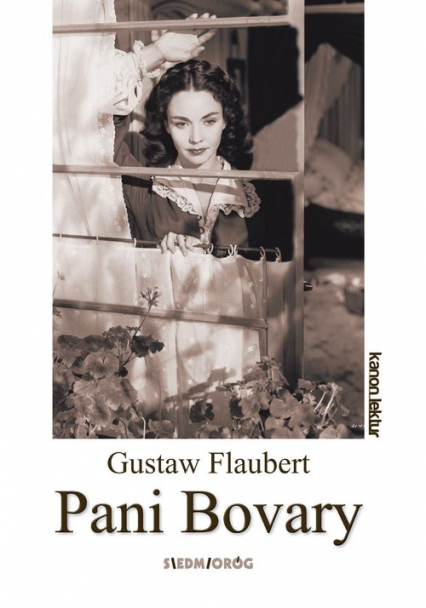 kanon lektur
Gustaw Flaubert
Pani Bovary
SIEDMIORÓG